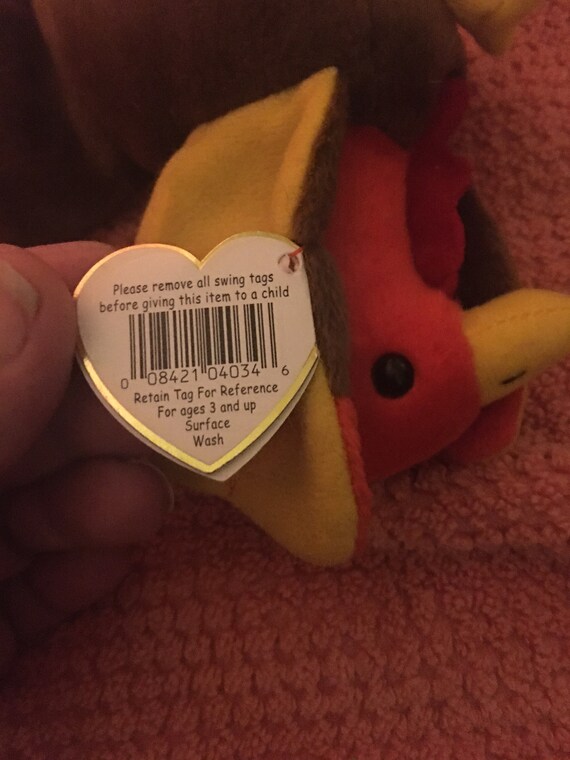 Please remove all swing tags
before giving this item to a child
0 08421 04034 6
Retain Tag For Reference
For ages 3 and up
Surface
Wash